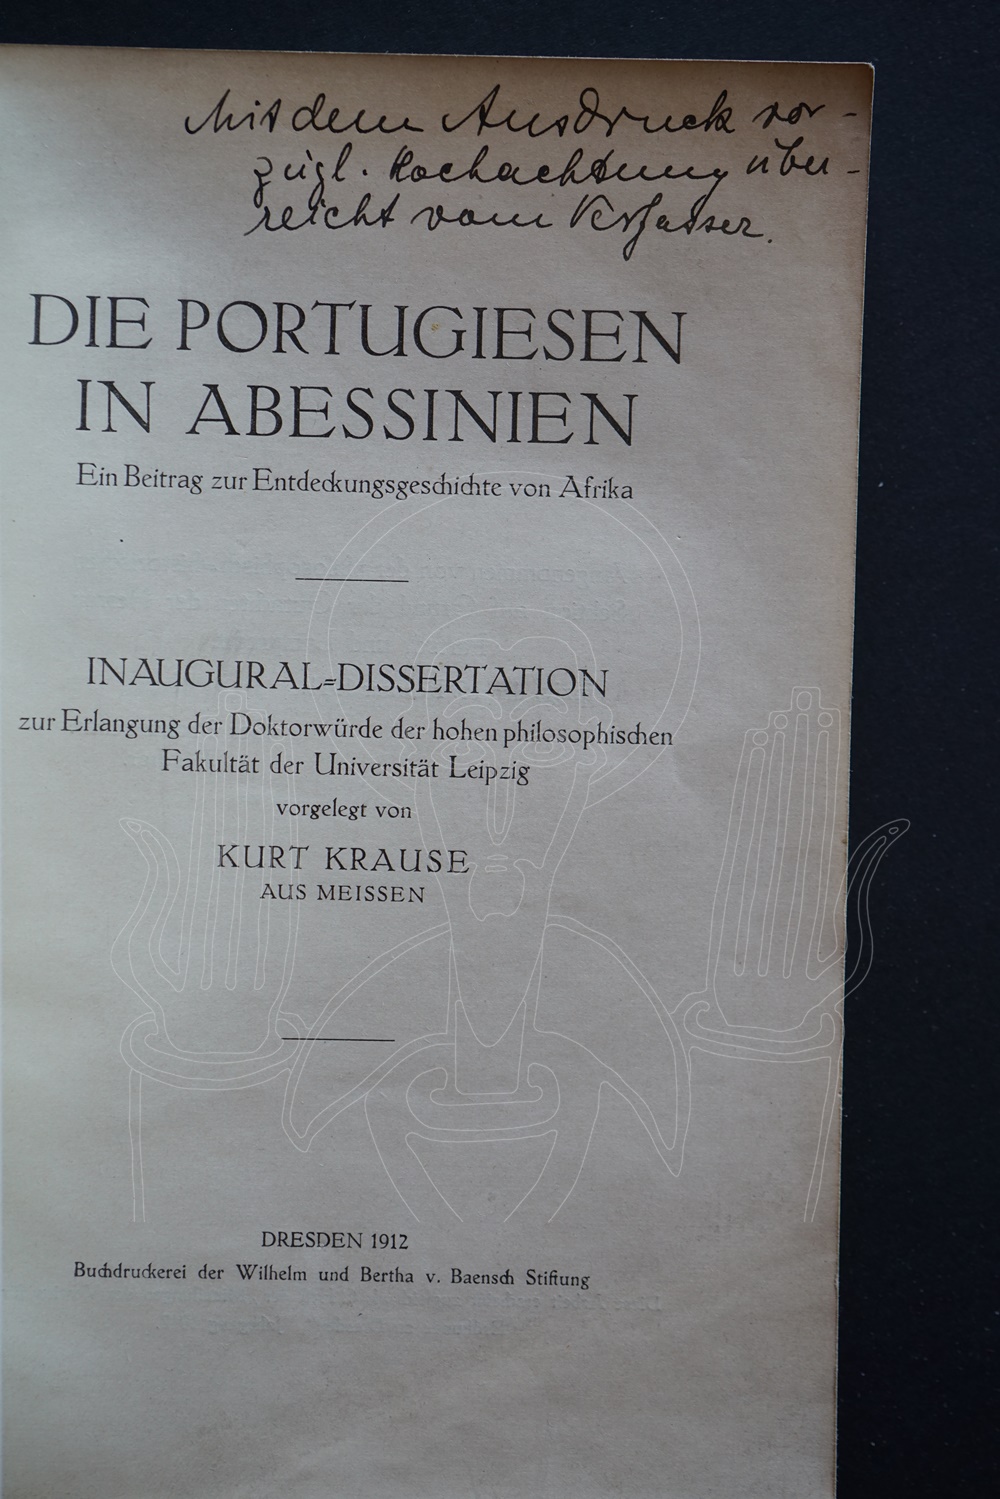 Mit dem Ausdruck vor-
zügl. Hochachtung über-
reicht vom Verfasser.
DIE PORTUGIESEN
IN ABESSINIEN
Ein Beitrag zur Entdeckungsgeschichte von Afrika
INAUGURAL=DISSERTATION
zur Erlangung der Doktorwürde der hohen philosophischen
Fakultät der Universität Leipzig
vorgelegt von
KURT KRAUSE
AUS MEISSEN
DRESDEN 1912
Buchdruckerei der Wilhelm und Bertha v. Baensch Stiftung